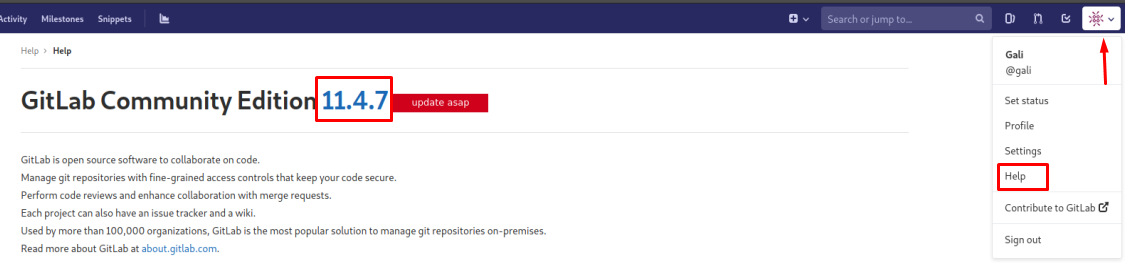 Activity Milestones Snippets Search or jump to...
Help › Help
GitLab Community Edition 11.4.7 update asap
GitLab is open source software to collaborate on code.
Manage git repositories with fine-grained access controls that keep your code secure.
Perform code reviews and enhance collaboration with merge requests.
Each project can also have an issue tracker and a wiki.
Used by more than 100,000 organizations, GitLab is the most popular solution to manage git repositories on-premises.
Read more about GitLab at about.gitlab.com.
Gali
@gali
Set status
Profile
Settings
Help
Contribute to GitLab
Sign out